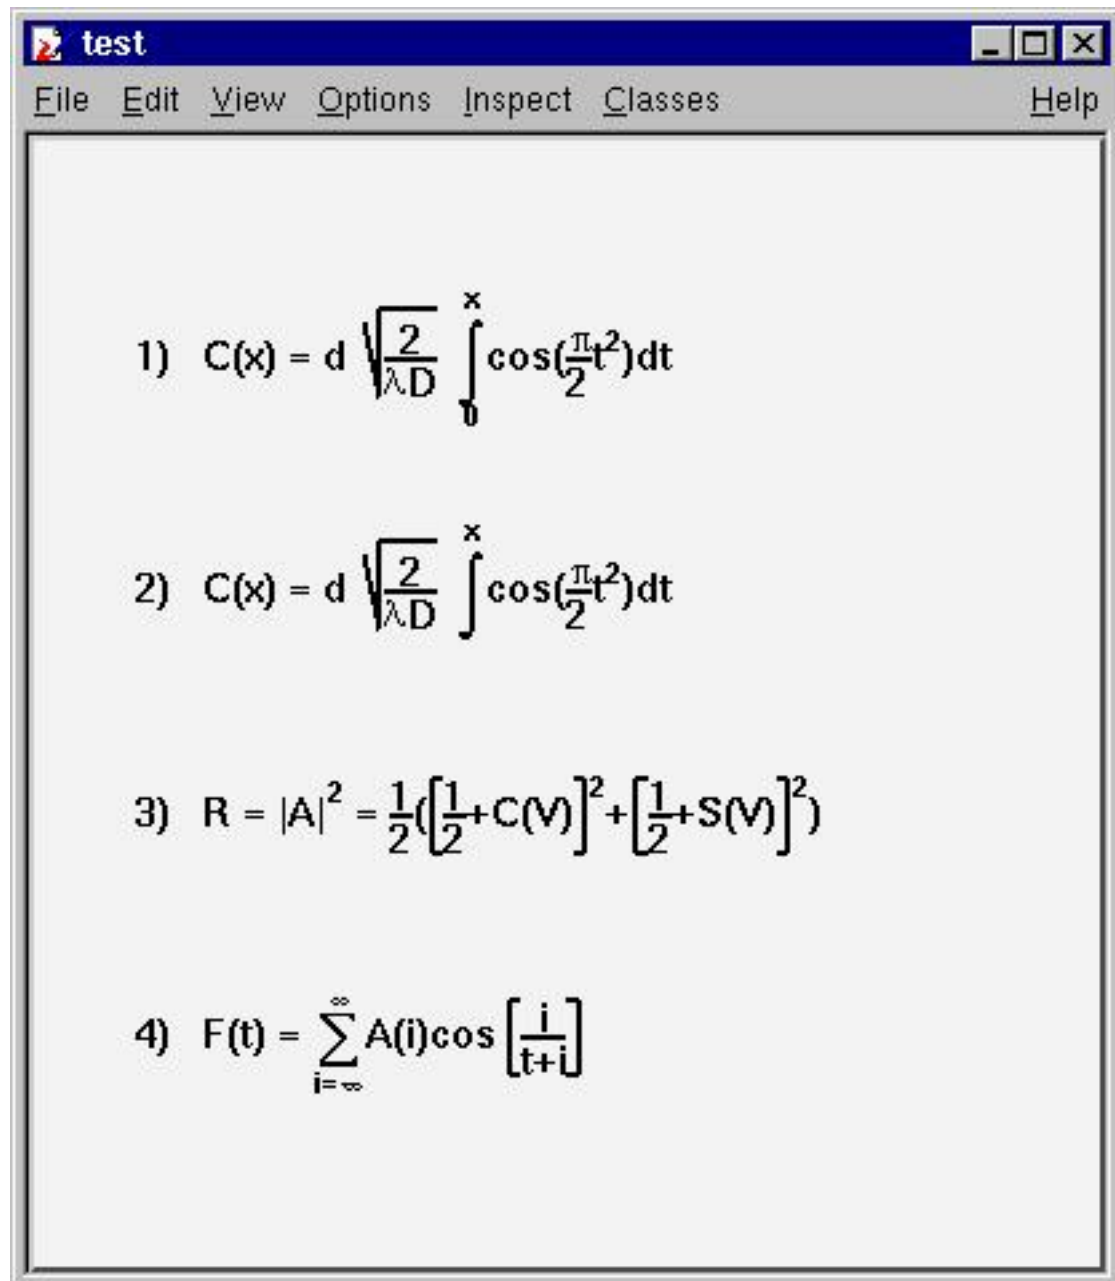 test
File Edit View Options Inspect Classes Help
1) C(x) = d √(2/λD) ∫₀ˣ cos(π/2 t²)dt
2) C(x) = d √(2/λD) ∫ˣ cos(π/2 t²)dt
3) R = |A|² = 1/2([1/2+C(V)]²+[1/2+S(V)]²)
4) F(t) = ∑_{i=∞}^{∞} A(i)cos [i/(t+i)]